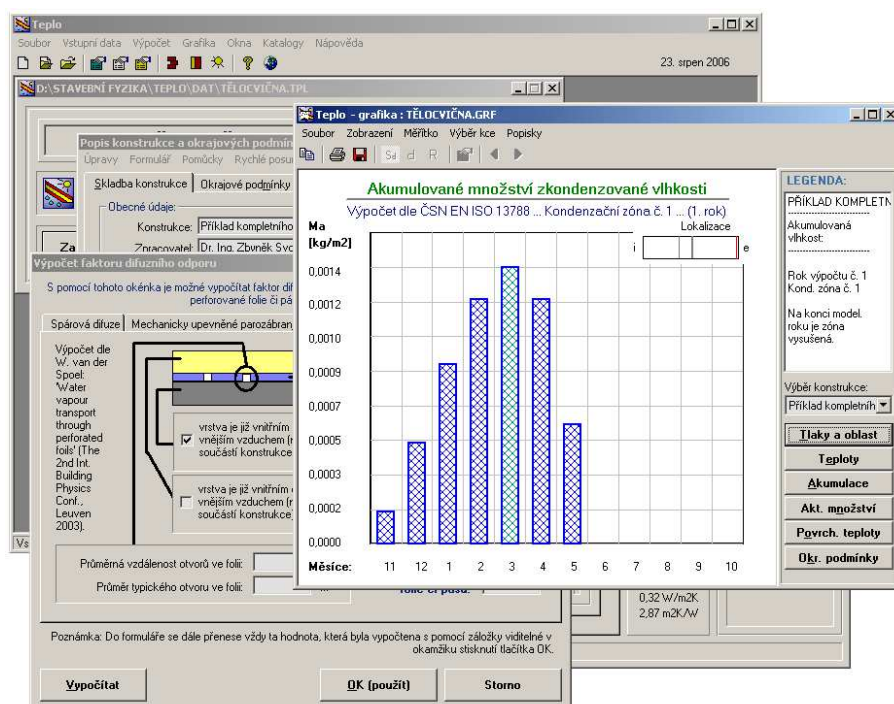 Teplo
Soubor Vstupní data Výpočet Grafika Okna Katalogy Nápověda
23. srpen 2006
D:\STAVEBNÍ FYZIKA\TEPLO\DAT\TĚLOCVIČNA.TPL
Popis konstrukce a okrajových podmín
Úpravy Formulář Pomůcky Rychlé posu
Skladba konstrukce Okrajové podmínky
Obecné údaje:
Konstrukce: Příklad kompletního
Zpracovatel: Dr. Ing. Zbyněk Svo
Za
Výpočet faktoru difuzního odporu
S pomocí tohoto okénka je možné vypočítat faktor dif
perforované folie či pá
Spárová difuze Mechanicky upevněné parozábran
Výpočet dle
W. van der
Spoel:
'Water
vapour
transport
through
perforated
foils' (The
2nd Int.
Building
Physics
Conf.,
Leuven
2003).
vrstva je již vnitřním
vnějším vzduchem (n
součástí konstrukce
vrstva je již vnitřním
vnějším vzduchem (n
součástí konstrukce)
Vs
Průměrná vzdálenost otvorů ve folii:
Průměr typického otvoru ve folii:
folie či pásu:
0,32 W/m2K
2,87 m2K/W
Poznámka: Do formuláře se dále přenese vždy ta hodnota, která byla vypočtena s pomocí záložky viditelné v
okamžiku stisknutí tlačítka OK.
Vypočítat OK (použít) Storno
Teplo - grafika : TĚLOCVIČNA.GRF
Soubor Zobrazení Měřítko Výběr kce Popisky
Sd d R
Akumulované množství zkondenzované vlhkosti
Výpočet dle ČSN EN ISO 13788 ... Kondenzační zóna č. 1 ... (1. rok)
Ma
[kg/m2]
Lokalizace
i e
0,0014
0,0014
0,0010
0,0009
0,0007
0,0005
0,0003
0,0002
0,0000
Měsíce: 11 12 1 2 3 4 5 6 7 8 9 10
LEGENDA:
PŘÍKLAD KOMPLETN
Akumulovaná
vlhkost:
Rok výpočtu č. 1
Kond. zóna č. 1
Na konci model.
roku je zóna
vysušená.
Výběr konstrukce:
Příklad kompletníh
Tlaky a oblast
Teploty
Akumulace
Akt. množství
Povrch. teploty
Okr. podmínky